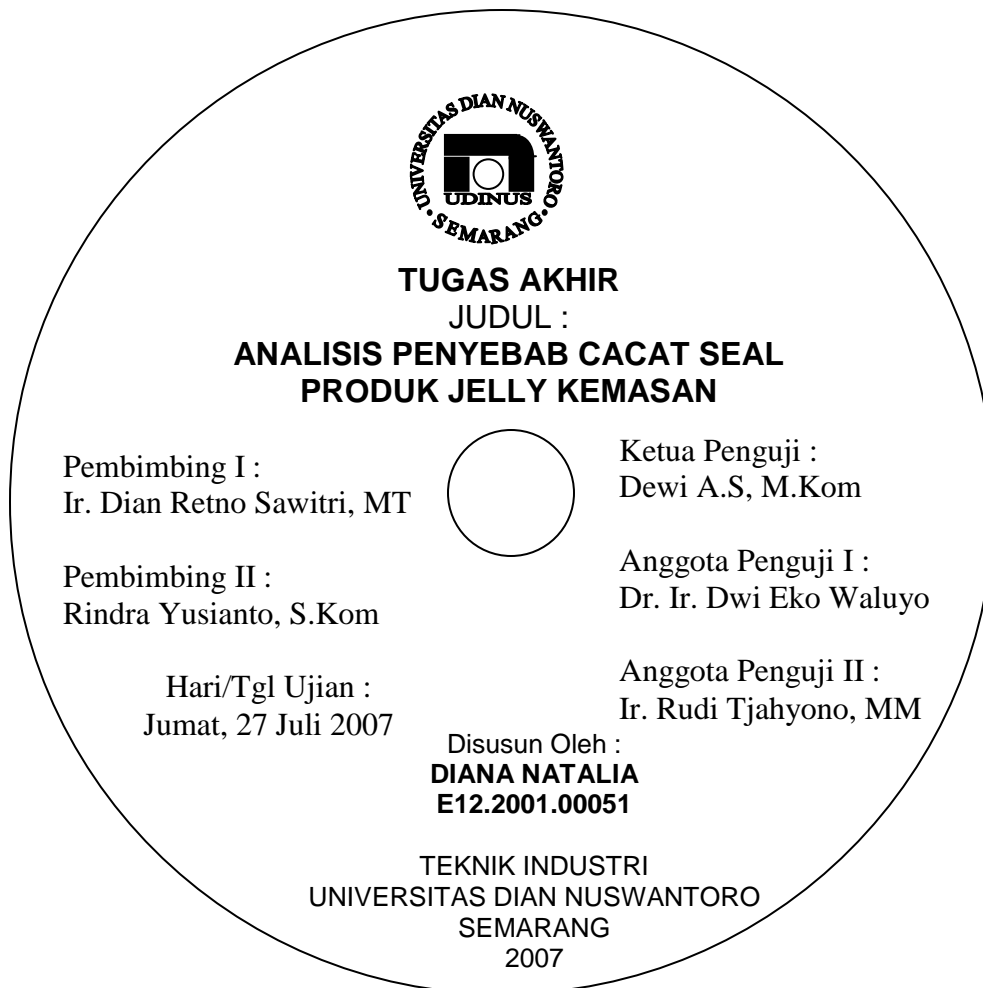 UNIVERSITAS DIAN NUSWANTORO
UDINUS
SEMARANG
TUGAS AKHIR
JUDUL :
ANALISIS PENYEBAB CACAT SEAL
PRODUK JELLY KEMASAN
Pembimbing I :
Ir. Dian Retno Sawitri, MT
Pembimbing II :
Rindra Yusianto, S.Kom
Hari/Tgl Ujian :
Jumat, 27 Juli 2007
Ketua Penguji :
Dewi A.S, M.Kom
Anggota Penguji I :
Dr. Ir. Dwi Eko Waluyo
Anggota Penguji II :
Ir. Rudi Tjahyono, MM
Disusun Oleh :
DIANA NATALIA
E12.2001.00051
TEKNIK INDUSTRI
UNIVERSITAS DIAN NUSWANTORO
SEMARANG
2007